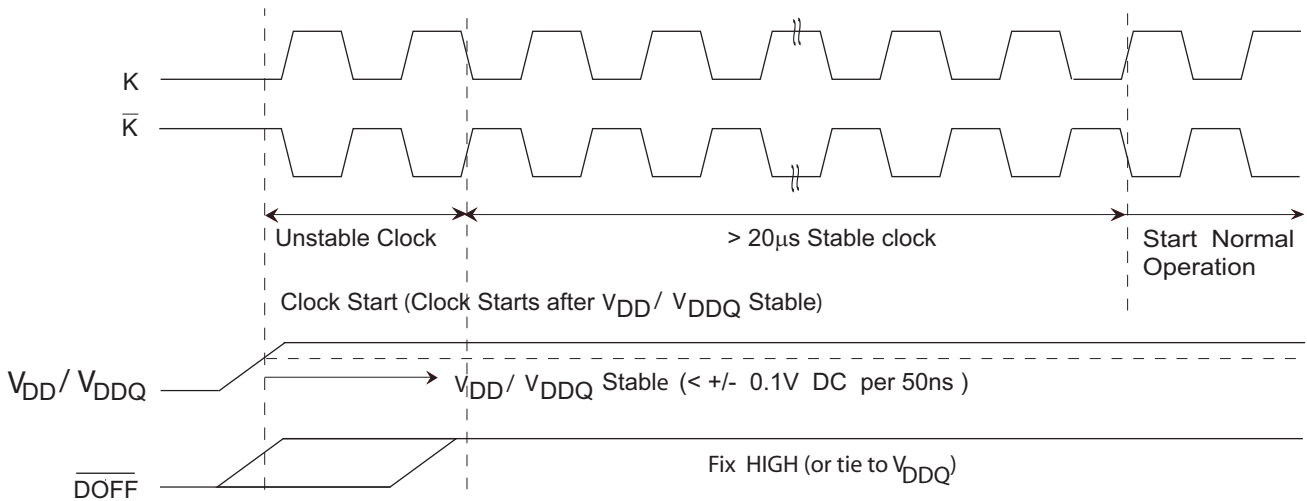 K
K̅
Unstable Clock
> 20μs Stable clock
Start Normal
Operation
Clock Start (Clock Starts after VDD / VDDQ Stable)
VDD / VDDQ
VDD / VDDQ Stable (< +/- 0.1V DC per 50ns )
D̅O̅F̅F̅
Fix HIGH (or tie to VDDQ)